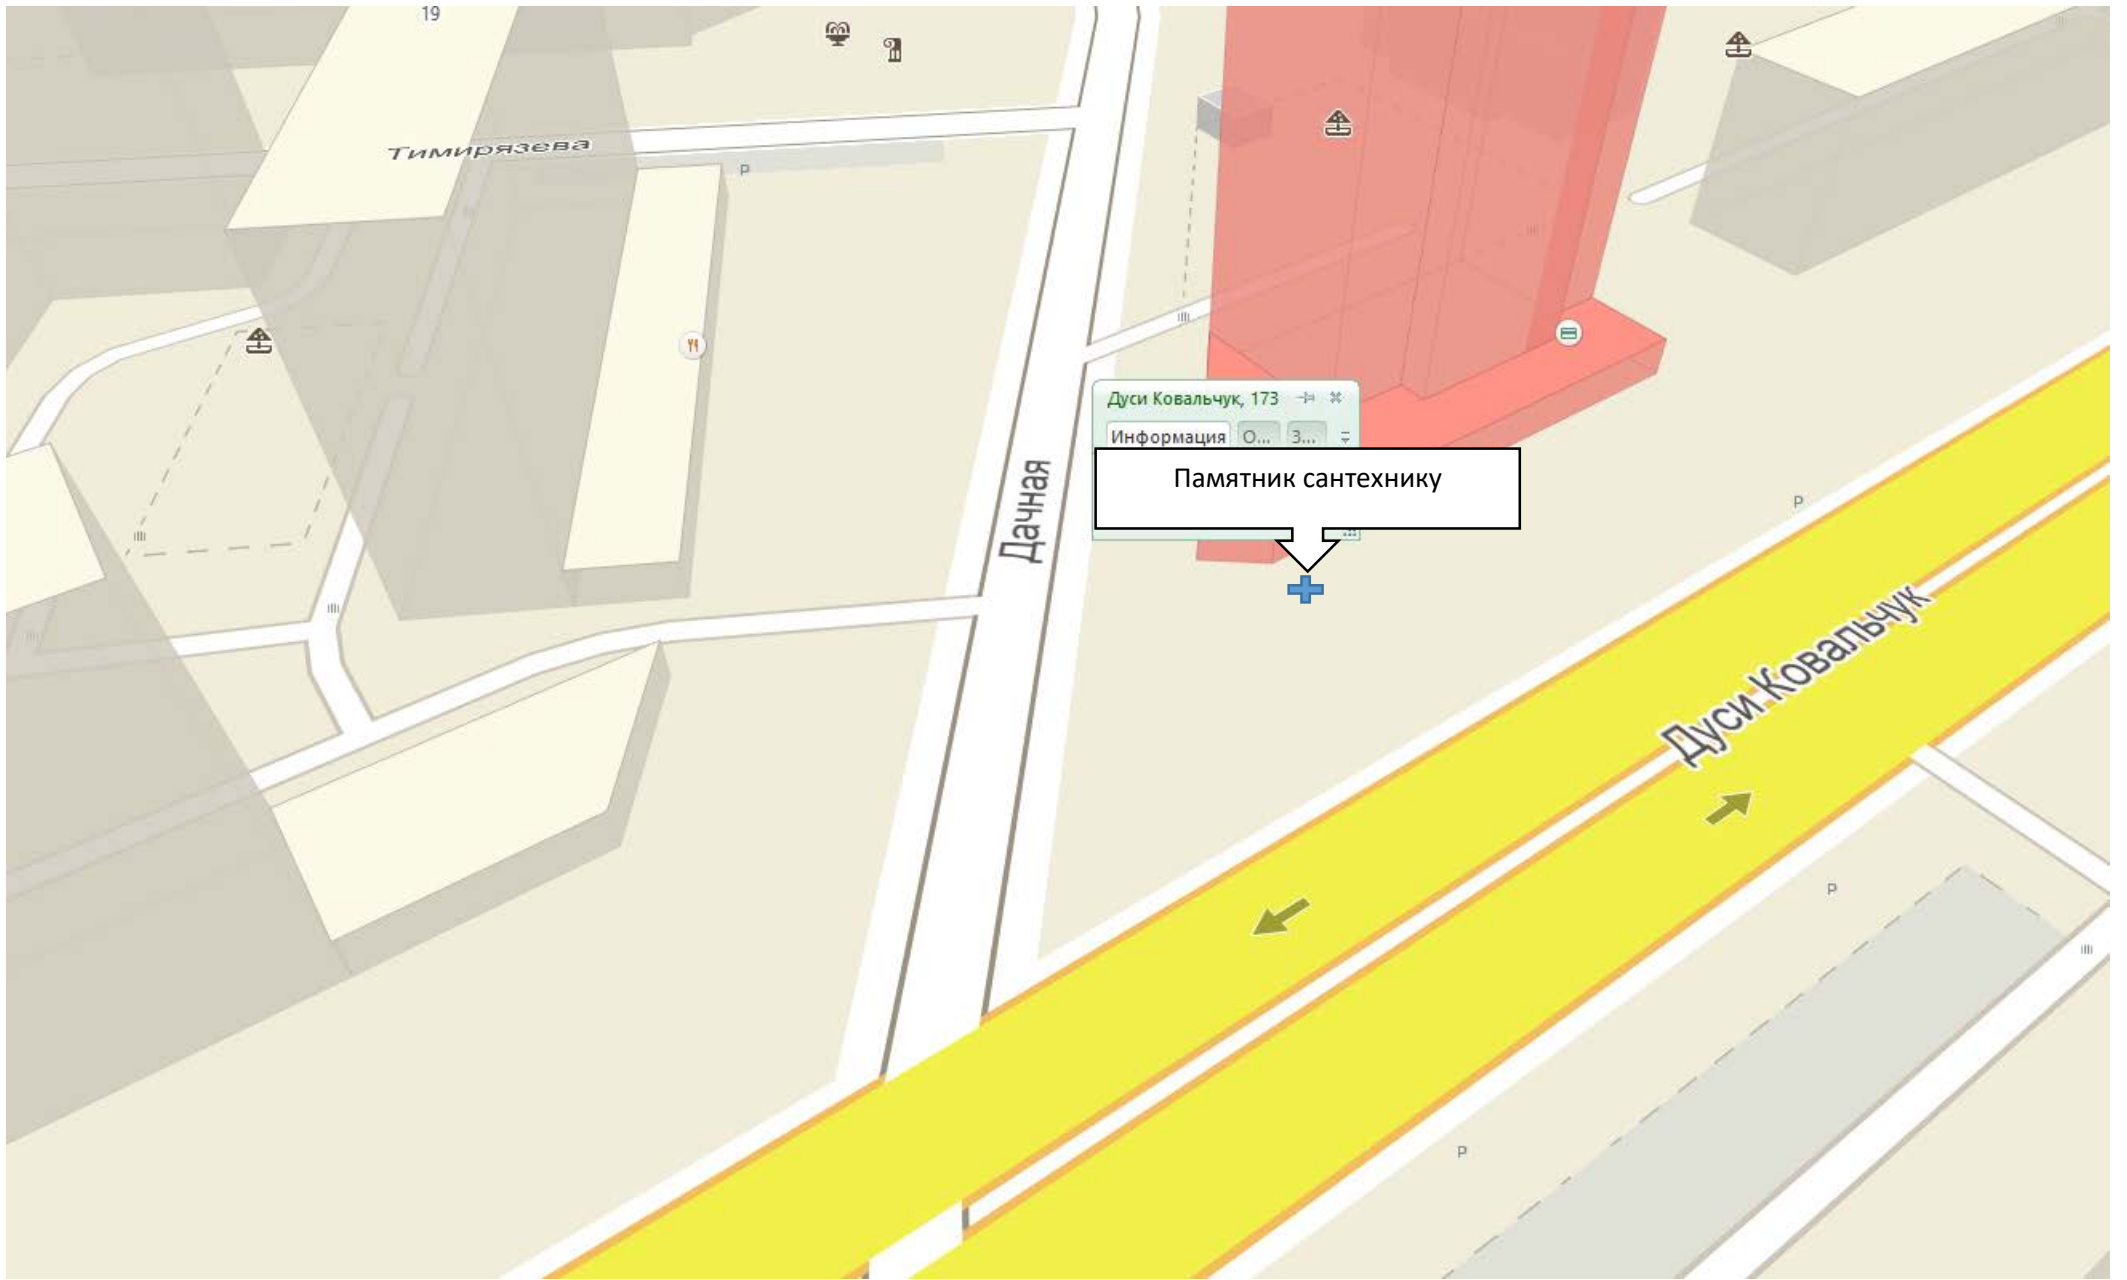 19
Тимирязева
P
Дуси Ковальчук, 173
Информация О... З...
Памятник сантехнику
Дачная
P
Дуси Ковальчук
P
P